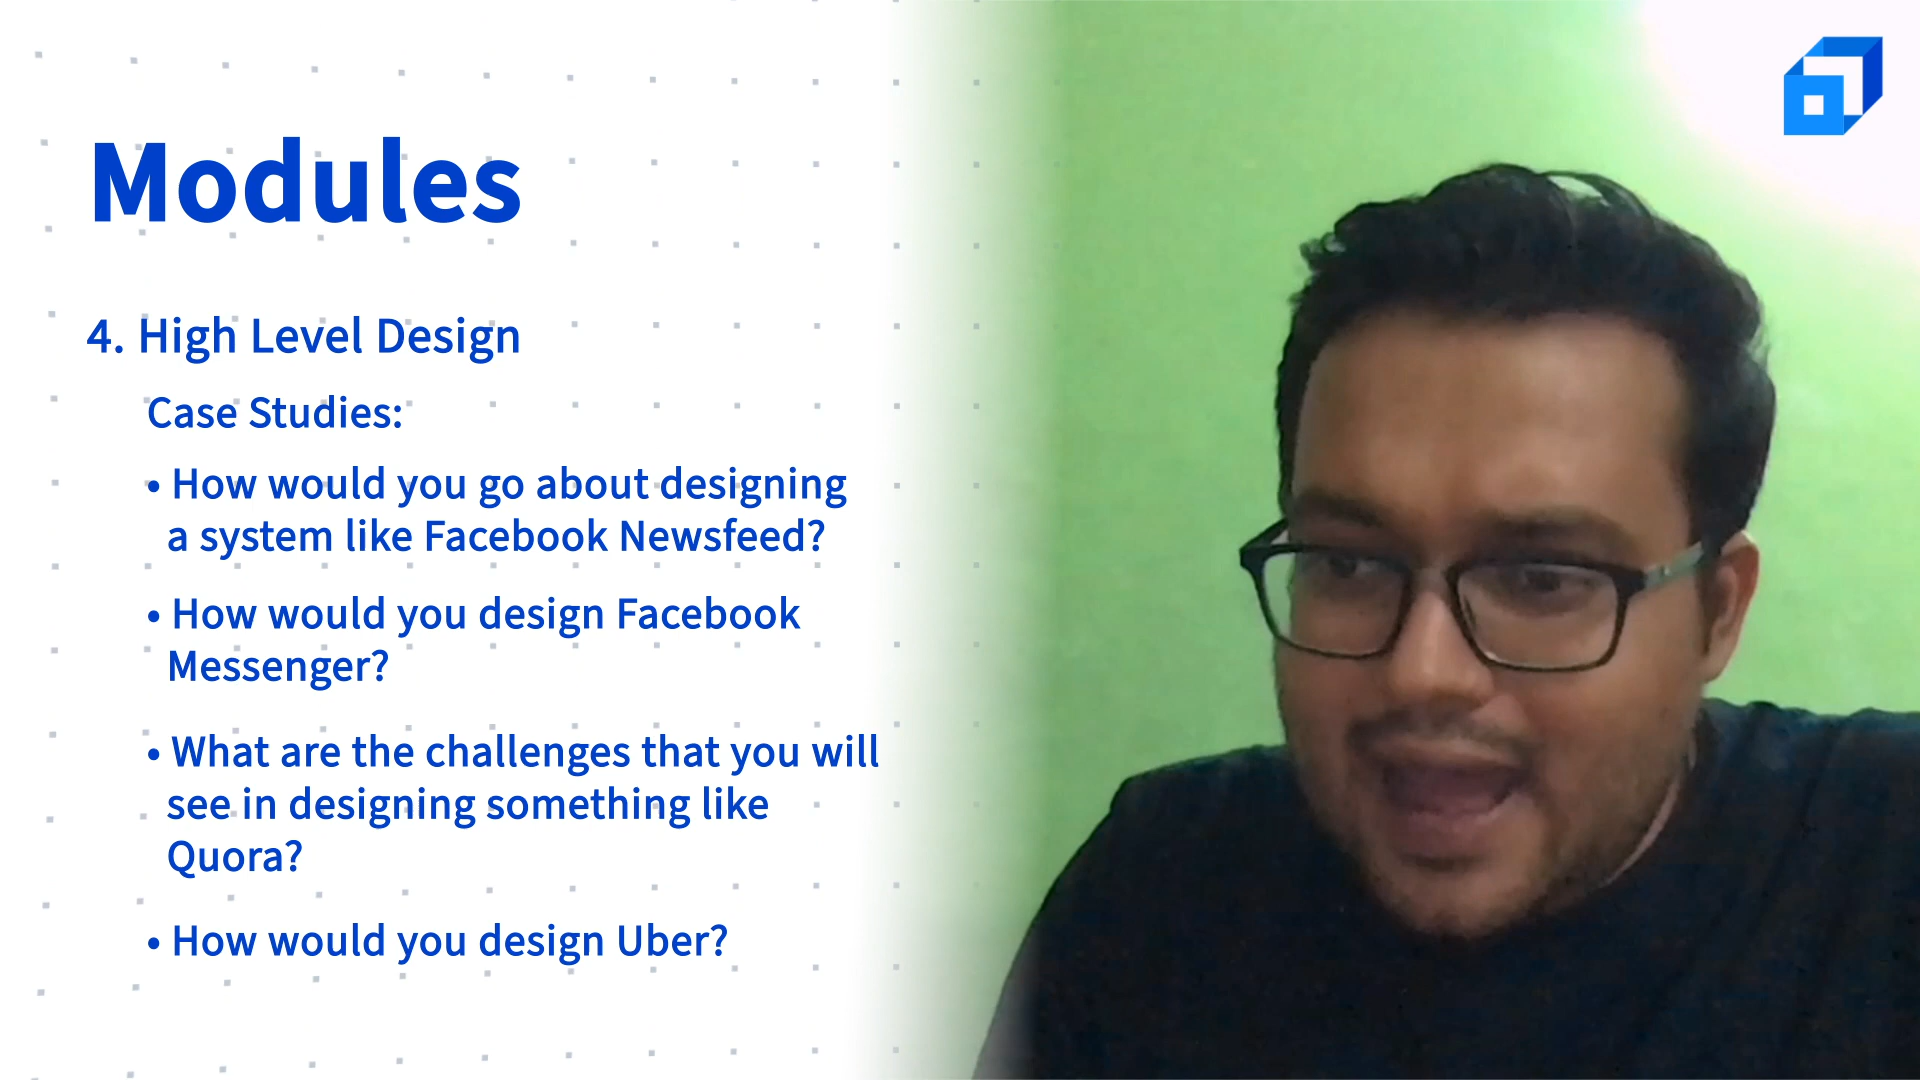 Modules
4. High Level Design
Case Studies:
• How would you go about designing
a system like Facebook Newsfeed?
• How would you design Facebook
Messenger?
• What are the challenges that you will
see in designing something like
Quora?
• How would you design Uber?